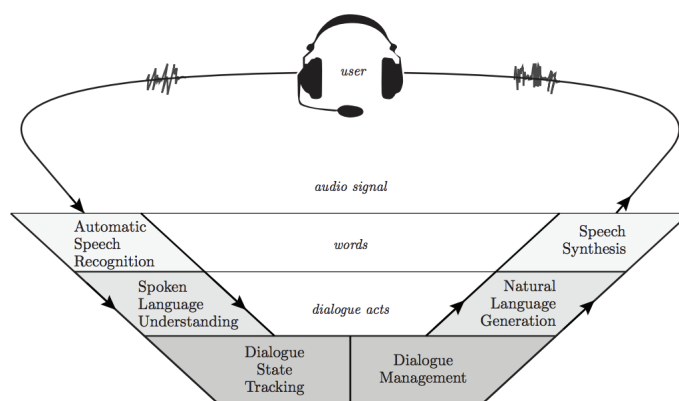 user
audio signal
Automatic
Speech
Recognition
words
Speech
Synthesis
Spoken
Language
Understanding
dialogue acts
Natural
Language
Generation
Dialogue
State
Tracking
Dialogue
Management